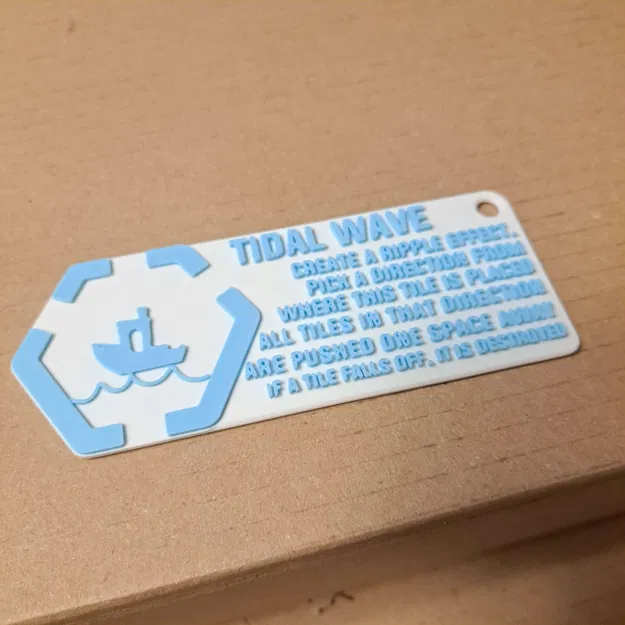 TIDAL WAVE
CREATE A RIPPLE EFFECT.
PICK A DIRECTION FROM
WHERE THIS TILE IS PLACED
ALL TILES IN THAT DIRECTION
ARE PUSHED ONE SPACE AWAY
IF A TILE FALLS OFF, IT IS DESTROYED